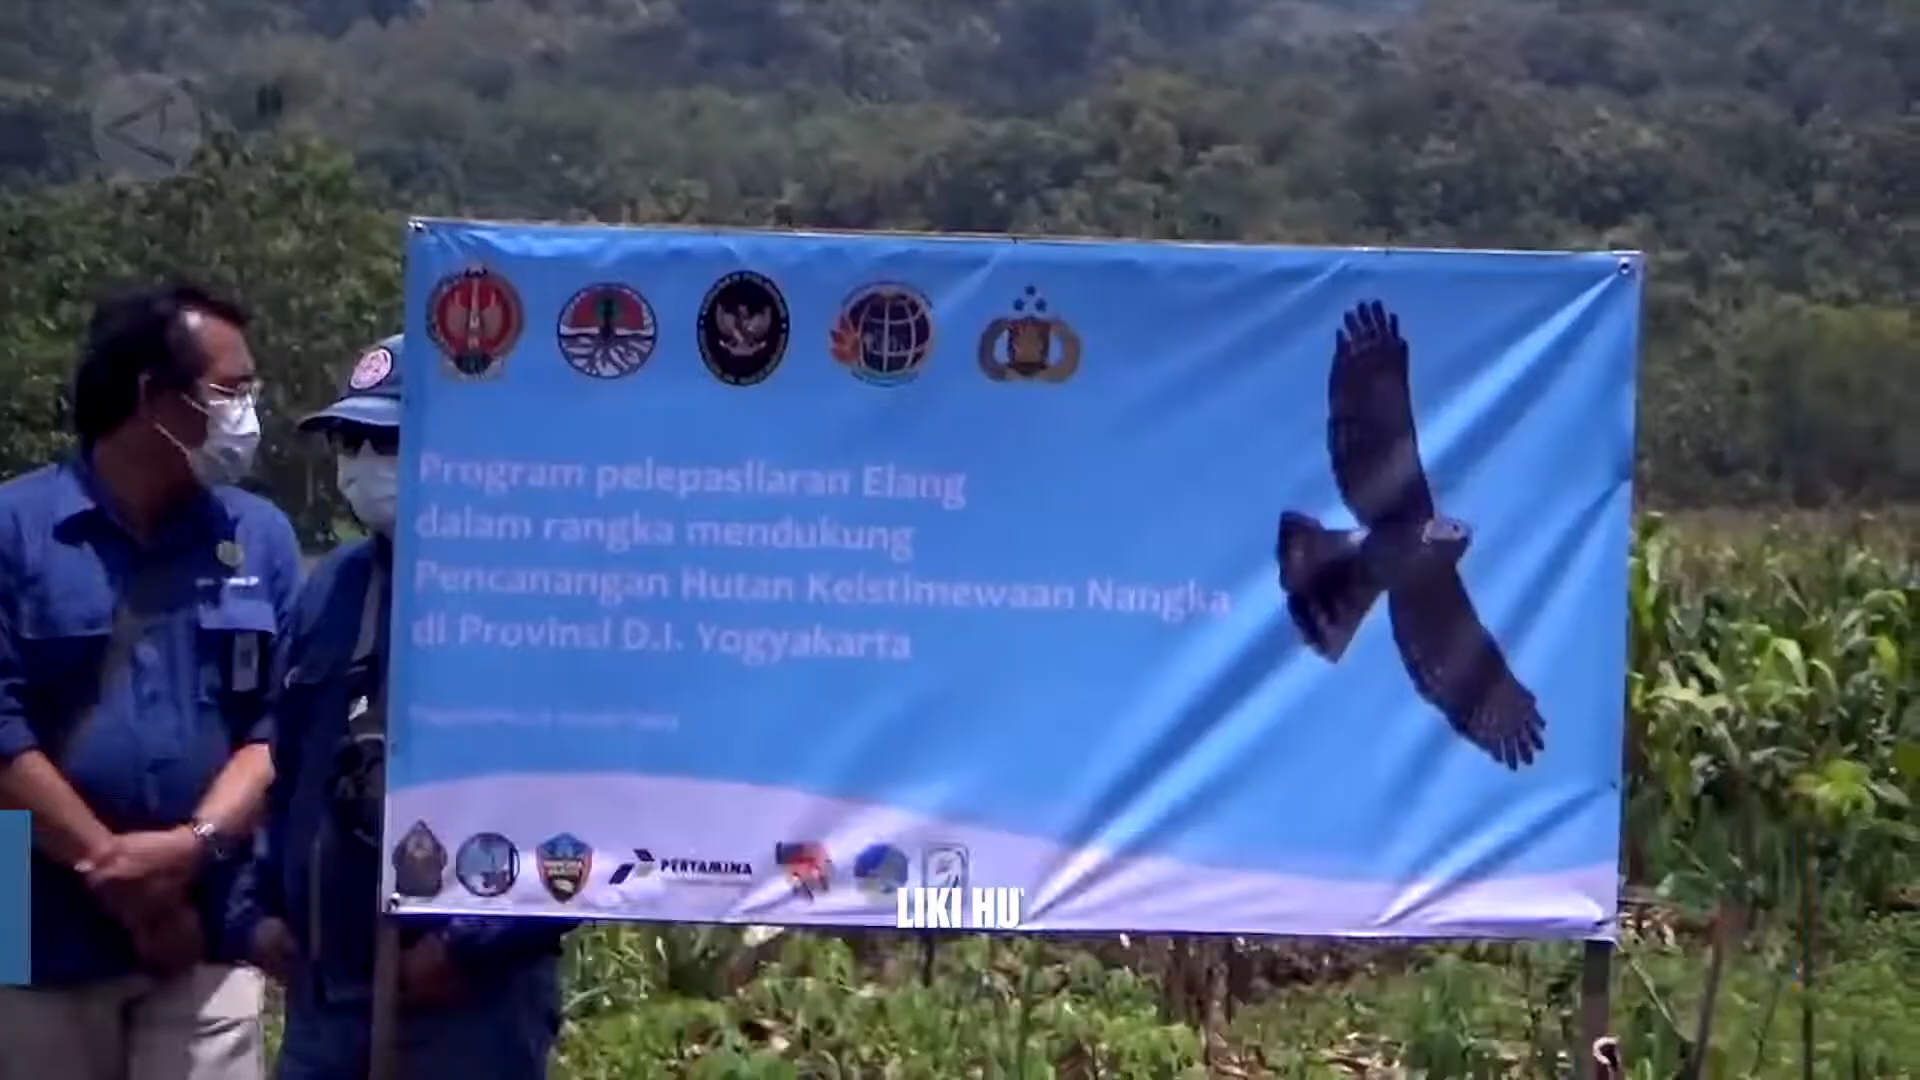 Program pelepasliaran Elang
dalam rangka mendukung
Pencanangan Hutan Keistimewaan Nangka
di Provinsi D.I. Yogyakarta
PERTAMINA
LIKI HU